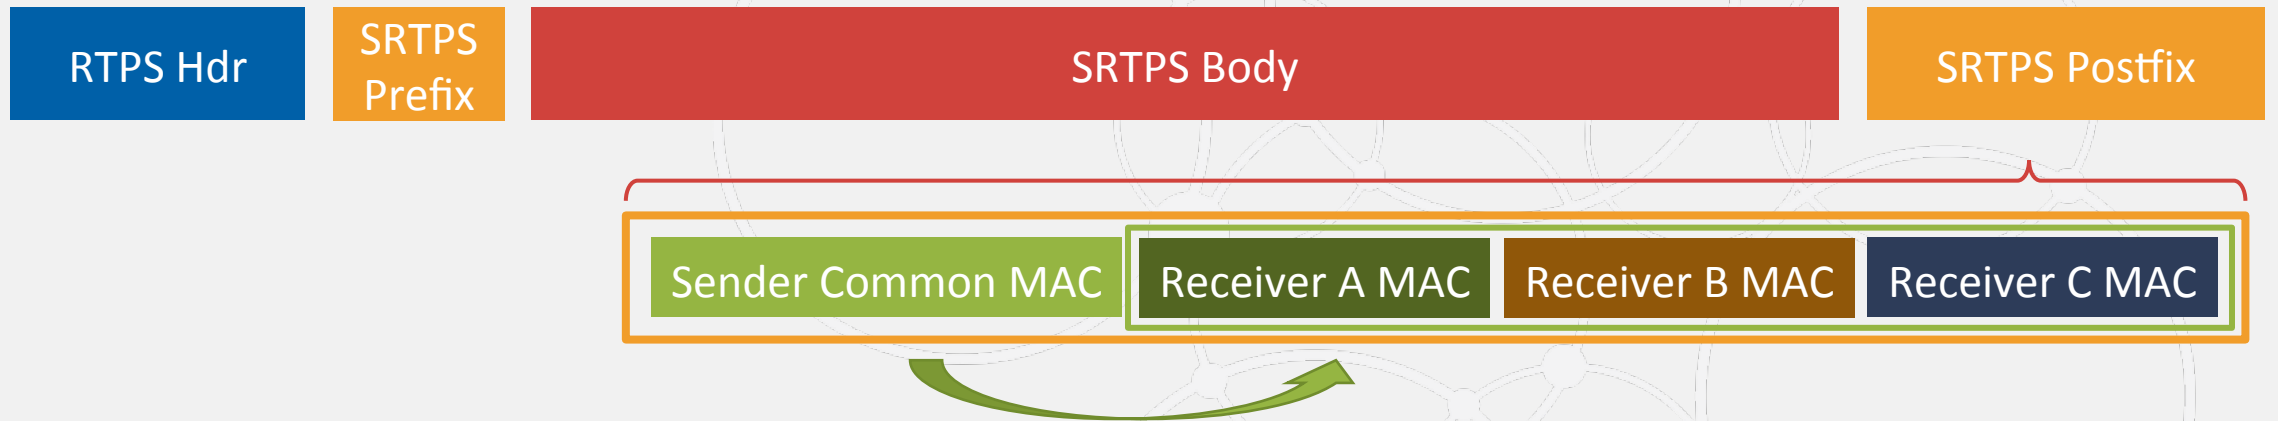 RTPS Hdr
SRTPS
Prefix
SRTPS Body
SRTPS Postfix
Sender Common MAC
Receiver A MAC
Receiver B MAC
Receiver C MAC